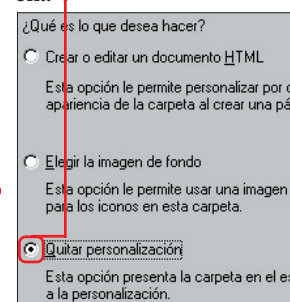 ¿Qué es lo que desea hacer?
Crear o editar un documento HTML
Esta opción le permite personalizar por
apariencia de la carpeta al crear una
Elegir la imagen de fondo
Esta opción le permite usar una imagen
para los iconos en esta carpeta.
Quitar personalización
Esta opción presenta la carpeta en el
a la personalización.